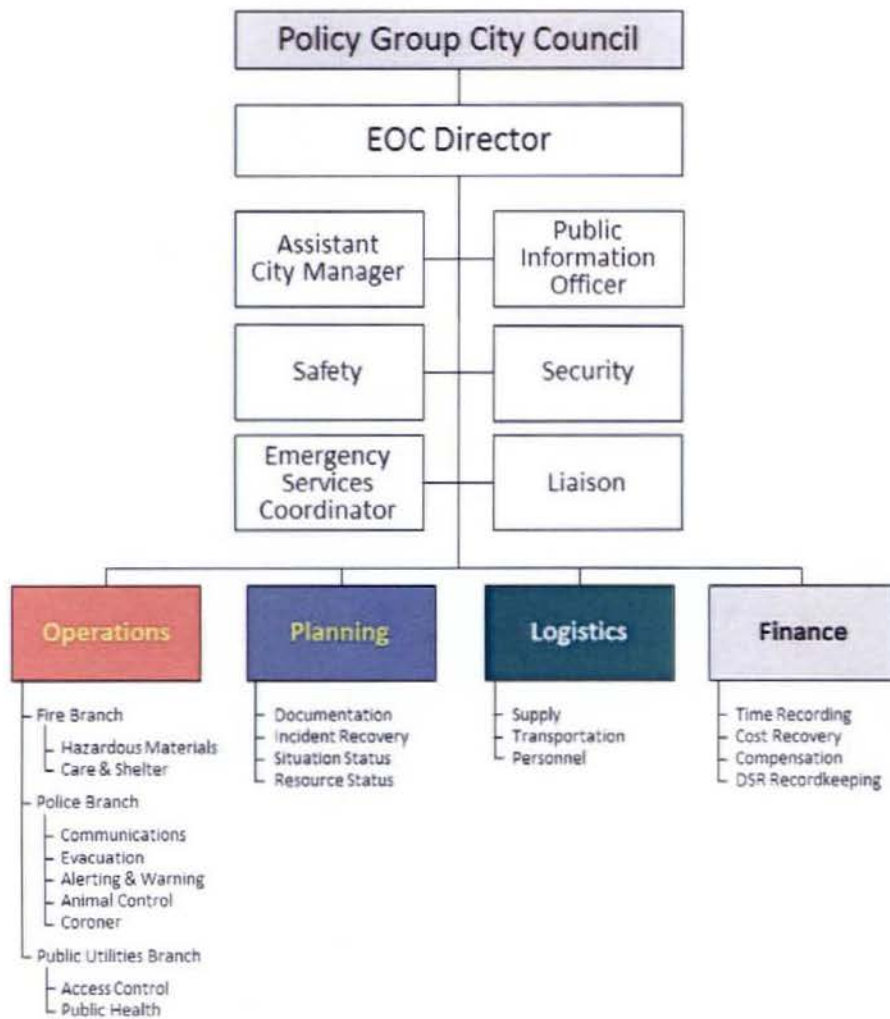 Policy Group City Council
EOC Director
Assistant
City Manager
Public
Information
Officer
Safety
Security
Emergency
Services
Coordinator
Liaison
Operations
Planning
Logistics
Finance
Fire Branch
Hazardous Materials
Care & Shelter
Police Branch
Communications
Evacuation
Alerting & Warning
Animal Control
Coroner
Public Utilities Branch
Access Control
Public Health
Documentation
Incident Recovery
Situation Status
Resource Status
Supply
Transportation
Personnel
Time Recording
Cost Recovery
Compensation
DSR Recordkeeping